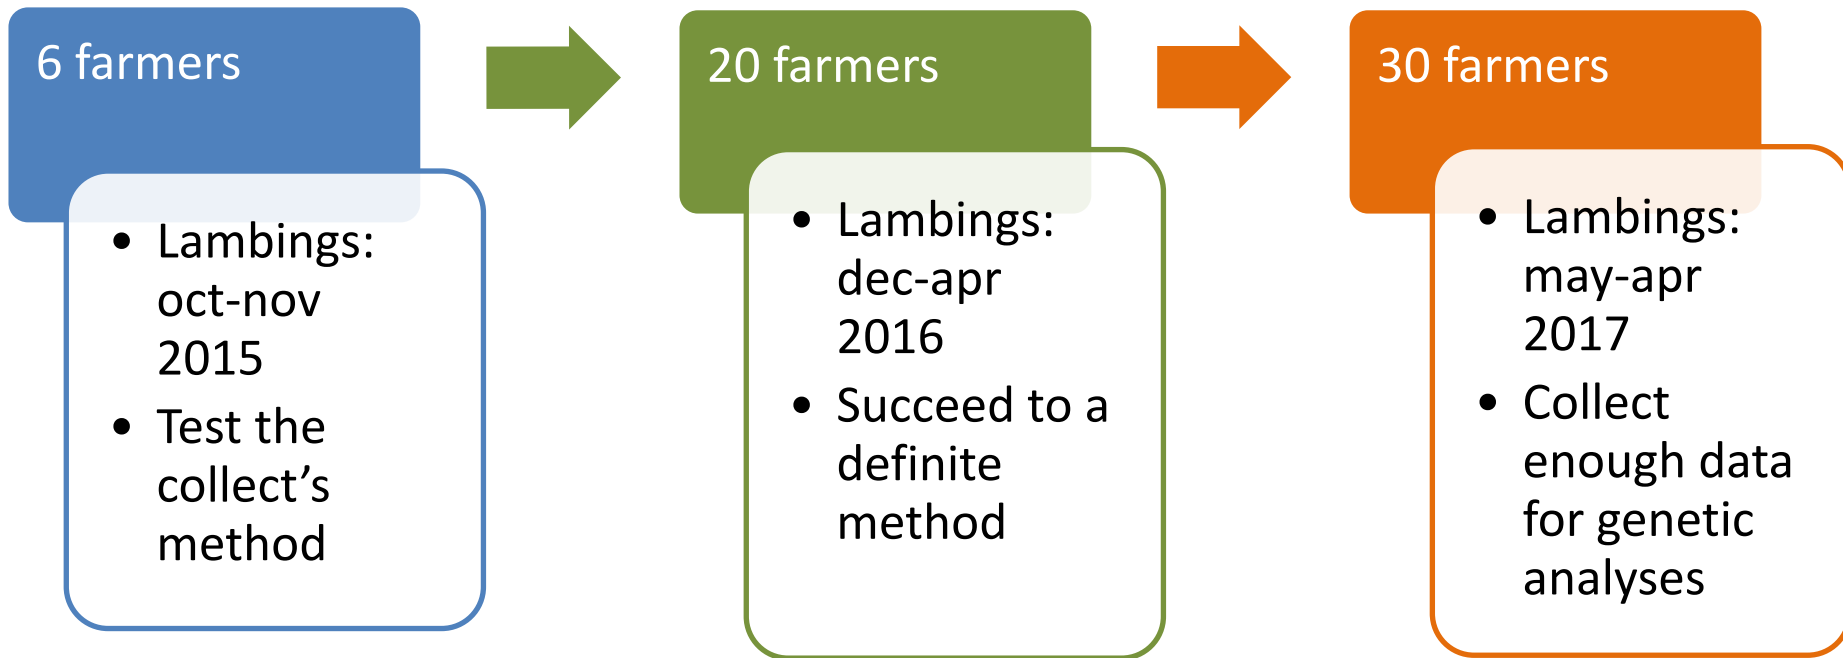 6 farmers
• Lambings:
oct-nov
2015
• Test the
collect’s
method
20 farmers
• Lambings:
dec-apr
2016
• Succeed to a
definite
method
30 farmers
• Lambings:
may-apr
2017
• Collect
enough data
for genetic
analyses